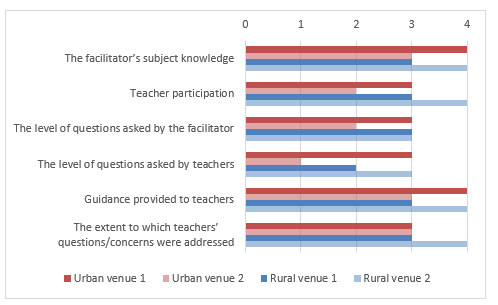 0 1 2 3 4
The facilitator's subject knowledge
Teacher participation
The level of questions asked by the facilitator
The level of questions asked by teachers
Guidance provided to teachers
The extent to which teachers'
questions/concerns were addressed
Urban venue 1 Urban venue 2 Rural venue 1 Rural venue 2